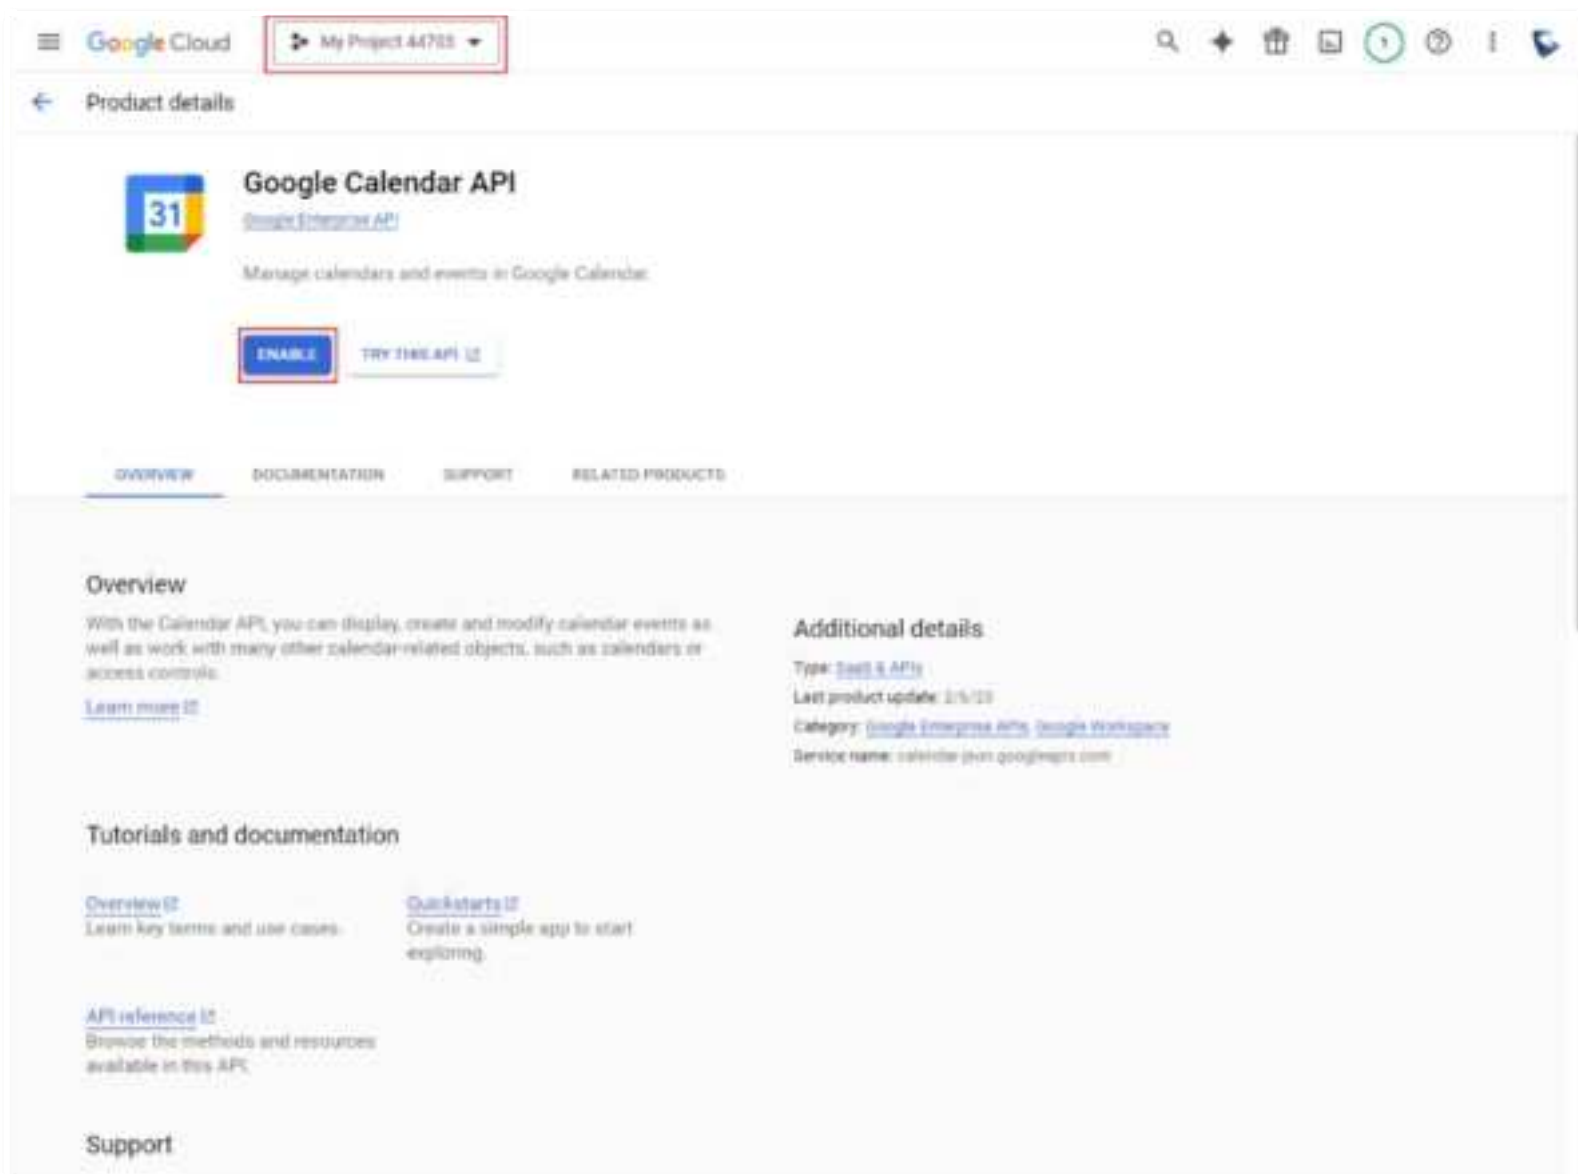 Google Cloud
My Project 44703
Product details
31
Google Calendar API
Google Enterprise API
Manage calendars and events in Google Calendar.
ENABLE
TRY THIS API
OVERVIEW
DOCUMENTATION
SUPPORT
RELATED PRODUCTS
Overview
With the Calendar API, you can display, create and modify calendar events as
well as work with many other calendar-related objects, such as calendars or
access controls.
Learn more
Additional details
Type: SaaS & APIs
Last product update:
Category: Google Enterprise APIs, Google Workspace
Service name: calendar-json.googleapis.com
Tutorials and documentation
Overview
Learn key terms and use cases.
Quickstarts
Create a simple app to start
exploring.
API reference
Browse the methods and resources
available in this API.
Support